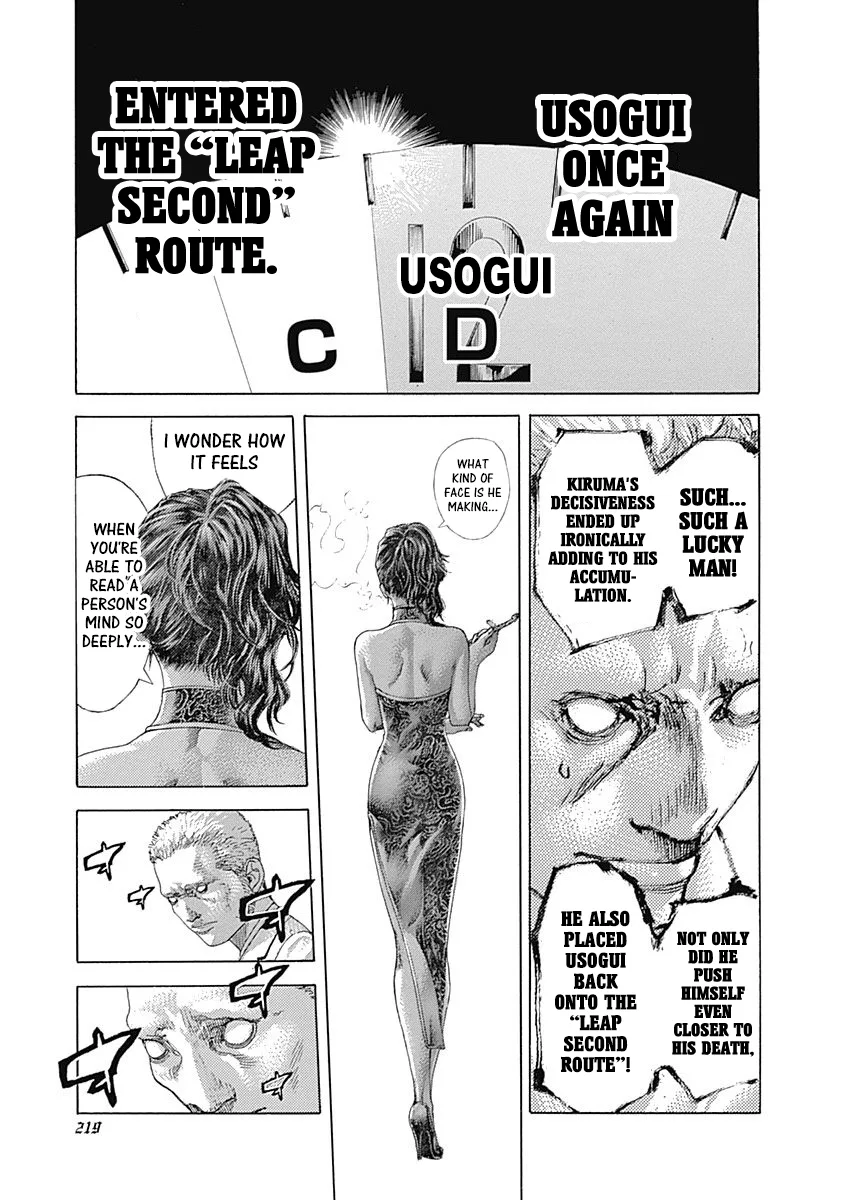 USOGUI
ONCE
AGAIN
ENTERED
THE “LEAP
SECOND”
ROUTE.
USOGUI
C
D
12
SUCH...
SUCH A
LUCKY
MAN!
KIRUMA'S
DECISIVENESS
ENDED UP
IRONICALLY
ADDING TO HIS
ACCUMU-
LATION.
NOT ONLY
DID HE
PUSH
HIMSELF
EVEN
CLOSER TO
HIS DEATH,
HE ALSO
PLACED
USOGUI
BACK
ONTO THE
“LEAP
SECOND
ROUTE”!
WHAT
KIND OF
FACE IS HE
MAKING...
I WONDER HOW
IT FEELS
WHEN
YOU'RE
ABLE TO
READ A
PERSON'S
MIND SO
DEEPLY...
219